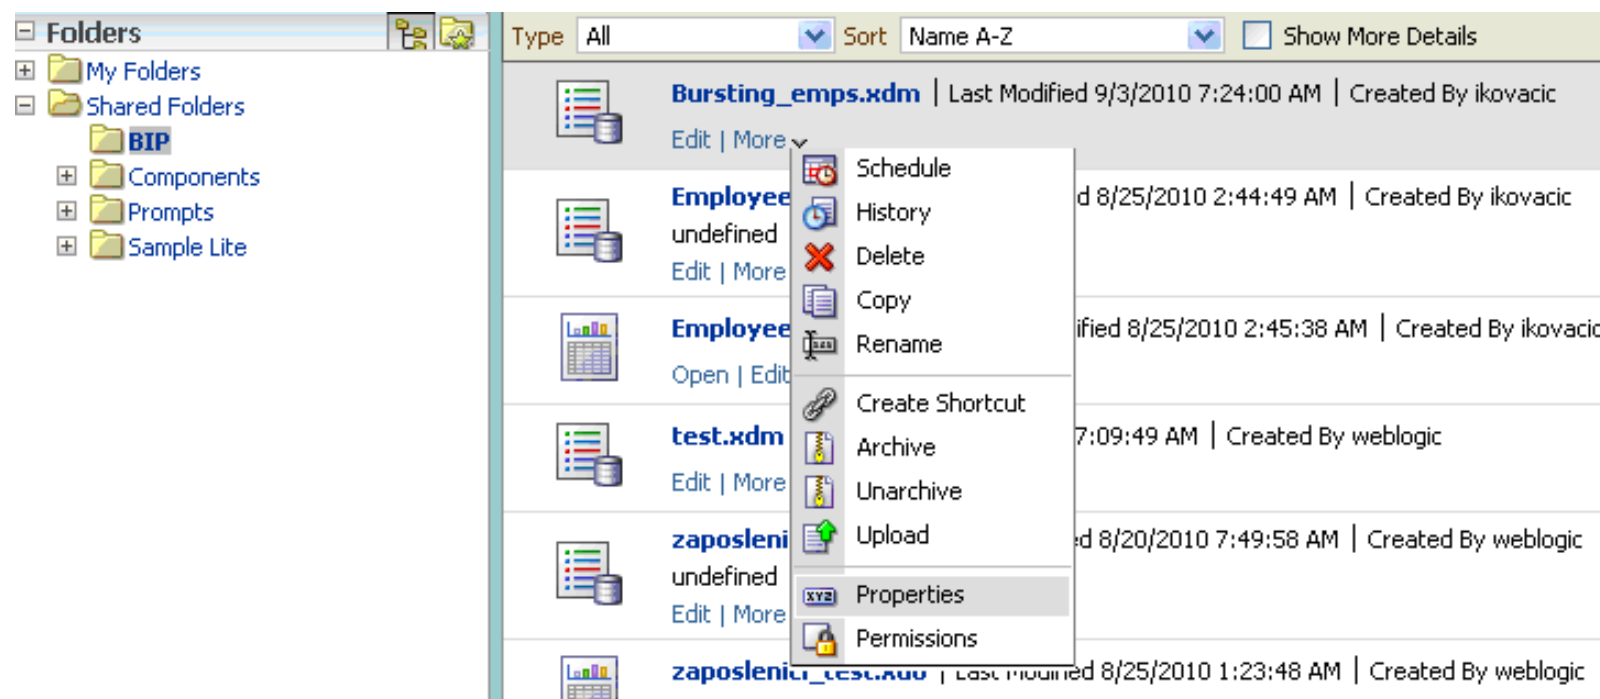 Folders
My Folders
Shared Folders
BIP
Components
Prompts
Sample Lite
Type All Sort Name A-Z Show More Details
Bursting_emps.xdm | Last Modified 9/3/2010 7:24:00 AM | Created By ikovacic
Edit | More
Schedule
History
Delete
Copy
Rename
Create Shortcut
Archive
Unarchive
Upload
Properties
Permissions
Employee d 8/25/2010 2:44:49 AM | Created By ikovacic
undefined
Edit | More
Employee ified 8/25/2010 2:45:38 AM | Created By ikovacic
Open | Edit
test.xdm 7:09:49 AM | Created By weblogic
Edit | More
zaposleni d 8/20/2010 7:49:58 AM | Created By weblogic
undefined
Edit | More
zaposlenici_test.xdo | Last Modified 8/25/2010 1:23:48 AM | Created By weblogic